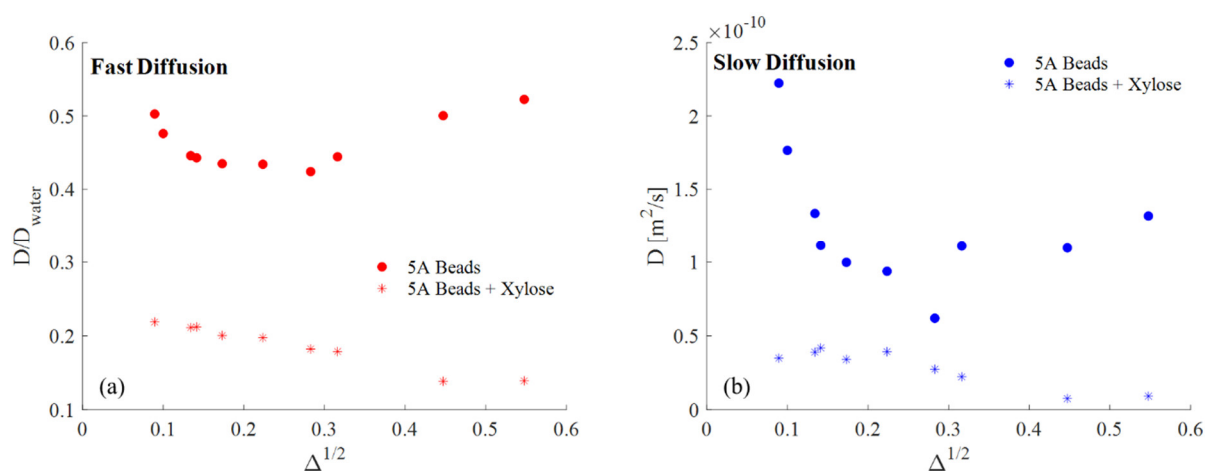 0.6
Fast Diffusion
0.5
0.4
D/D_water
0.3
5A Beads
5A Beads + Xylose
0.2
(a)
0.1
0 0.1 0.2 0.3 0.4 0.5 0.6
Δ^1/2
×10^-10
2.5
Slow Diffusion
5A Beads
5A Beads + Xylose
2
1.5
D [m^2/s]
1
0.5
(b)
0
0 0.1 0.2 0.3 0.4 0.5 0.6
Δ^1/2